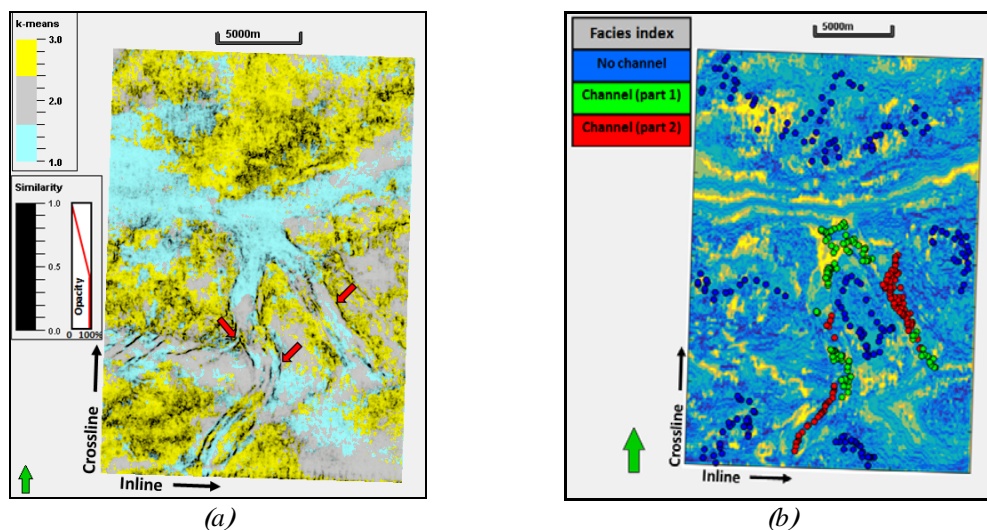 k-means
3.0
2.0
1.0
Similarity
1.0
0.5
0.0
Opacity
0 100%
5000m
Crossline
Inline
(a)
Facies index
No channel
Channel (part 1)
Channel (part 2)
5000m
Crossline
Inline
(b)